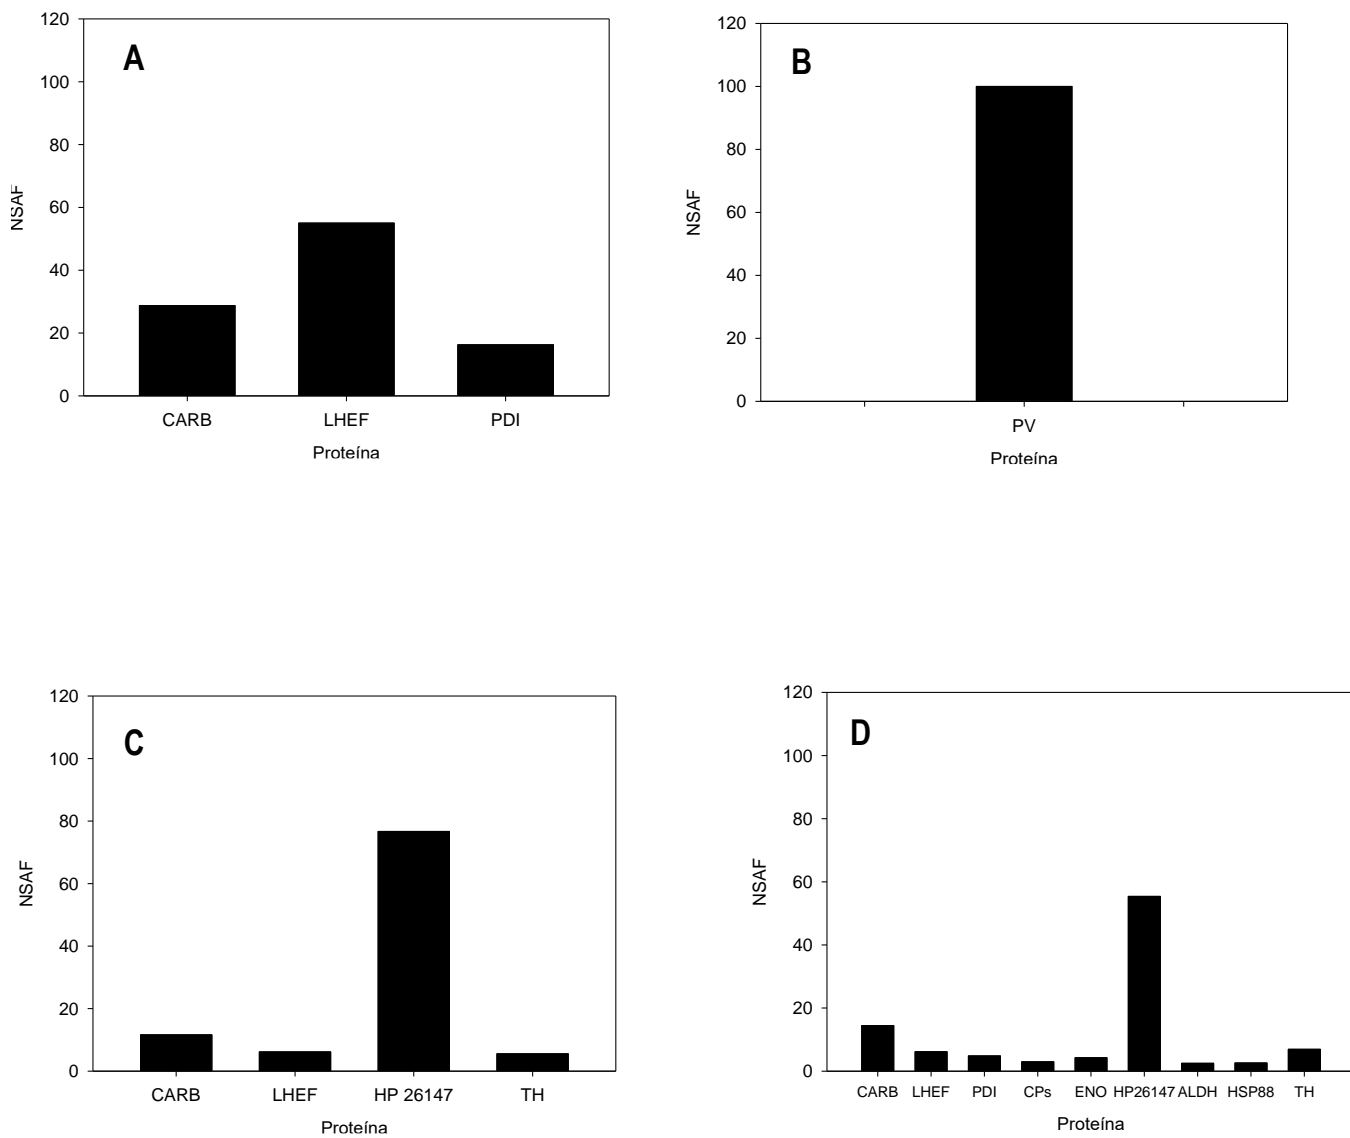 A
120
100
80
60
40
20
0
NSAF
CARB LHEF PDI
Proteína
B
120
100
80
60
40
20
0
NSAF
PV
Proteína
C
120
100
80
60
40
20
0
NSAF
CARB LHEF HP 26147 TH
Proteína
D
120
100
80
60
40
20
0
NSAF
CARB LHEF PDI CPs ENO HP26147 ALDH HSP88 TH
Proteína